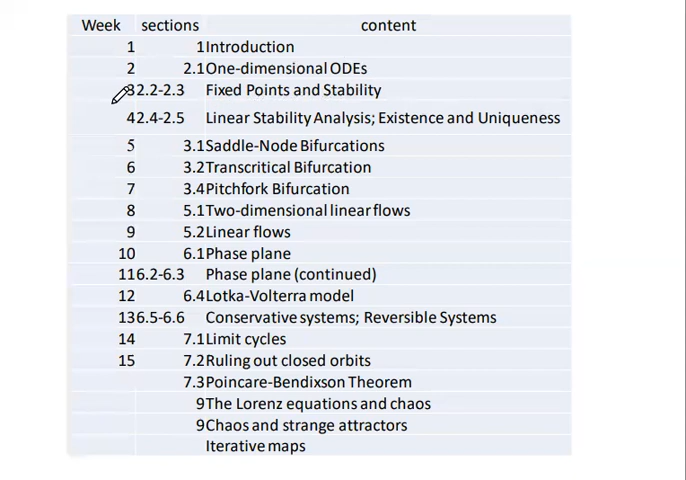 Week sections content
1 1 Introduction
2 2.1 One-dimensional ODEs
3 2.2-2.3 Fixed Points and Stability
4 2.4-2.5 Linear Stability Analysis; Existence and Uniqueness
5 3.1 Saddle-Node Bifurcations
6 3.2 Transcritical Bifurcation
7 3.4 Pitchfork Bifurcation
8 5.1 Two-dimensional linear flows
9 5.2 Linear flows
10 6.1 Phase plane
11 6.2-6.3 Phase plane (continued)
12 6.4 Lotka-Volterra model
13 6.5-6.6 Conservative systems; Reversible Systems
14 7.1 Limit cycles
15 7.2 Ruling out closed orbits
7.3 Poincare-Bendixson Theorem
9 The Lorenz equations and chaos
9 Chaos and strange attractors
Iterative maps